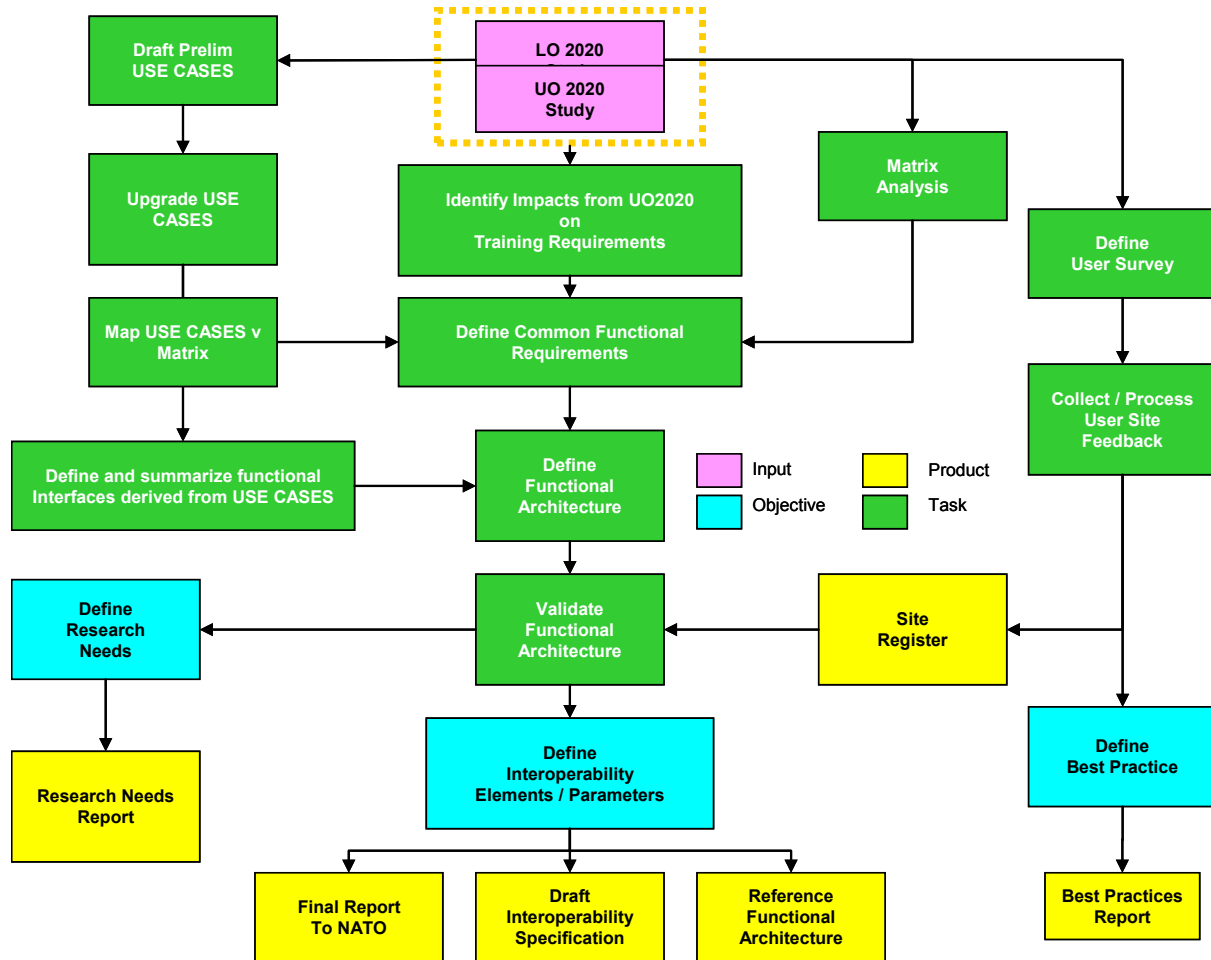 Draft Prelim
USE CASES
LO 2020
UO 2020
Study
Upgrade USE
CASES
Identify Impacts from UO2020
on
Training Requirements
Matrix
Analysis
Define
User Survey
Map USE CASES v
Matrix
Define Common Functional
Requirements
Collect / Process
User Site
Feedback
Define and summarize functional
Interfaces derived from USE CASES
Define
Functional
Architecture
Input
Product
Objective
Task
Define
Research
Needs
Validate
Functional
Architecture
Site
Register
Define
Interoperability
Elements / Parameters
Define
Best Practice
Research Needs
Report
Final Report
To NATO
Draft
Interoperability
Specification
Reference
Functional
Architecture
Best Practices
Report